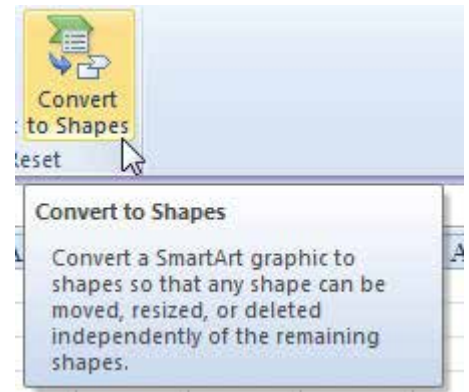 Convert
to Shapes
Reset
Convert to Shapes
Convert a SmartArt graphic to
shapes so that any shape can be
moved, resized, or deleted
independently of the remaining
shapes.
A